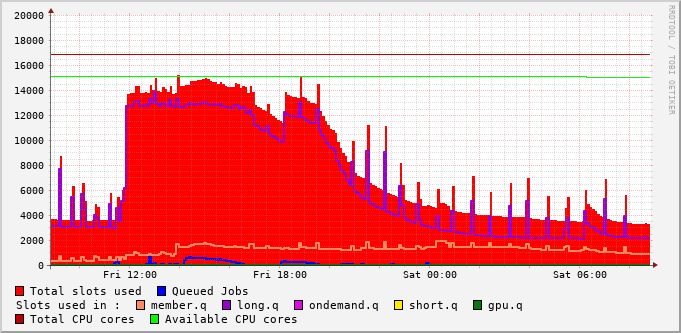 RRDTOOL / TOBI OETIKER
20000
18000
16000
14000
12000
10000
8000
6000
4000
2000
0
Fri 12:00 Fri 18:00 Sat 00:00 Sat 06:00
Total slots used Queued Jobs
Slots used in : member.q long.q ondemand.q short.q gpu.q
Total CPU cores Available CPU cores